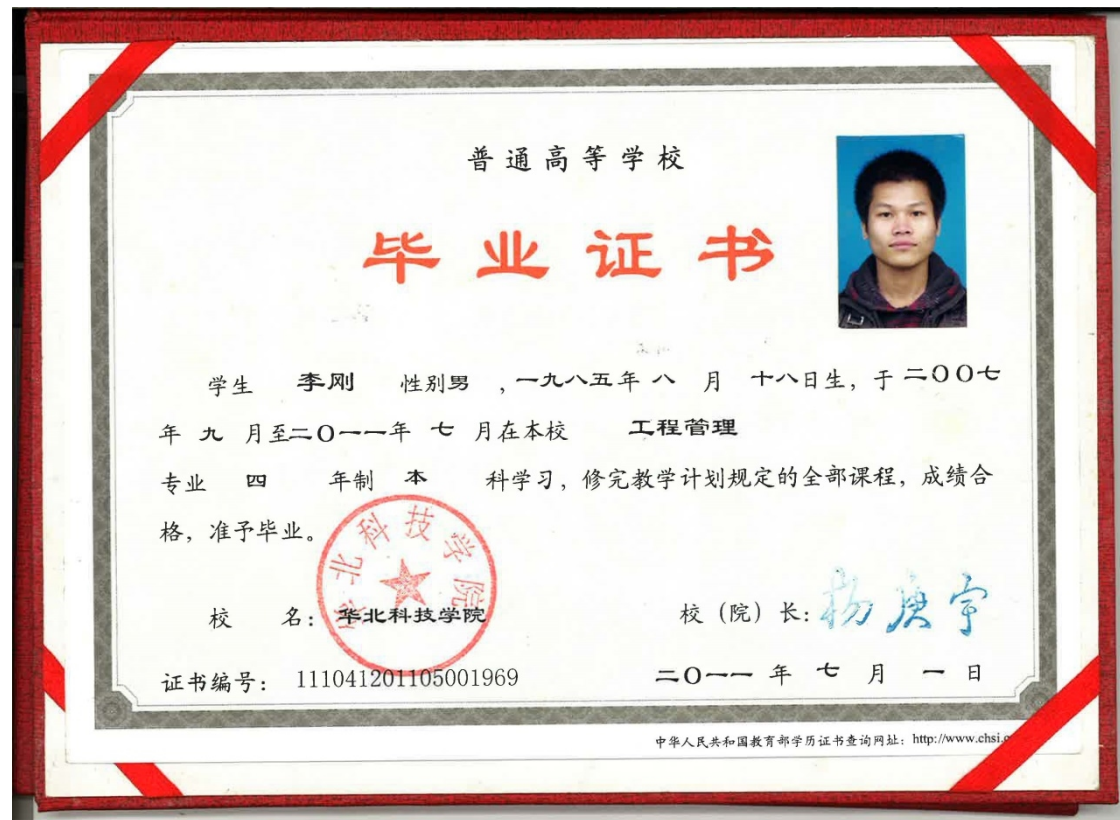 普通高等学校
毕业证书
学生 李刚 性别男 ，一九八五年 八 月 十八日生，于 二〇〇七
年 九 月至二〇一一年 七 月在本校 工程管理
专业 四 年制 本 科学习，修完教学计划规定的全部课程，成绩合
格，准予毕业。
华北科技学院
校 名：华北科技学院 校（院）长：杨庚宇
证书编号： 111041201105001969 二〇一一 年 七 月 一 日
中华人民共和国教育部学历证书查询网址：http://www.chsi.